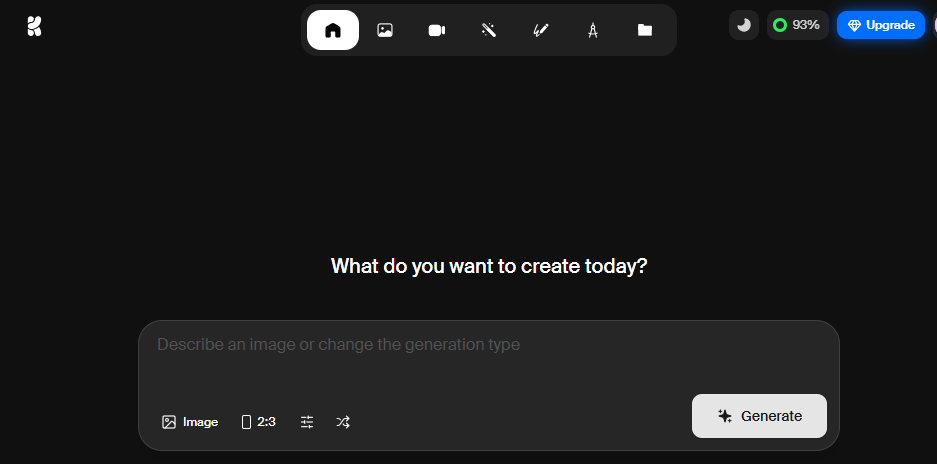 93%
Upgrade
What do you want to create today?
Describe an image or change the generation type
Image
2:3
Generate